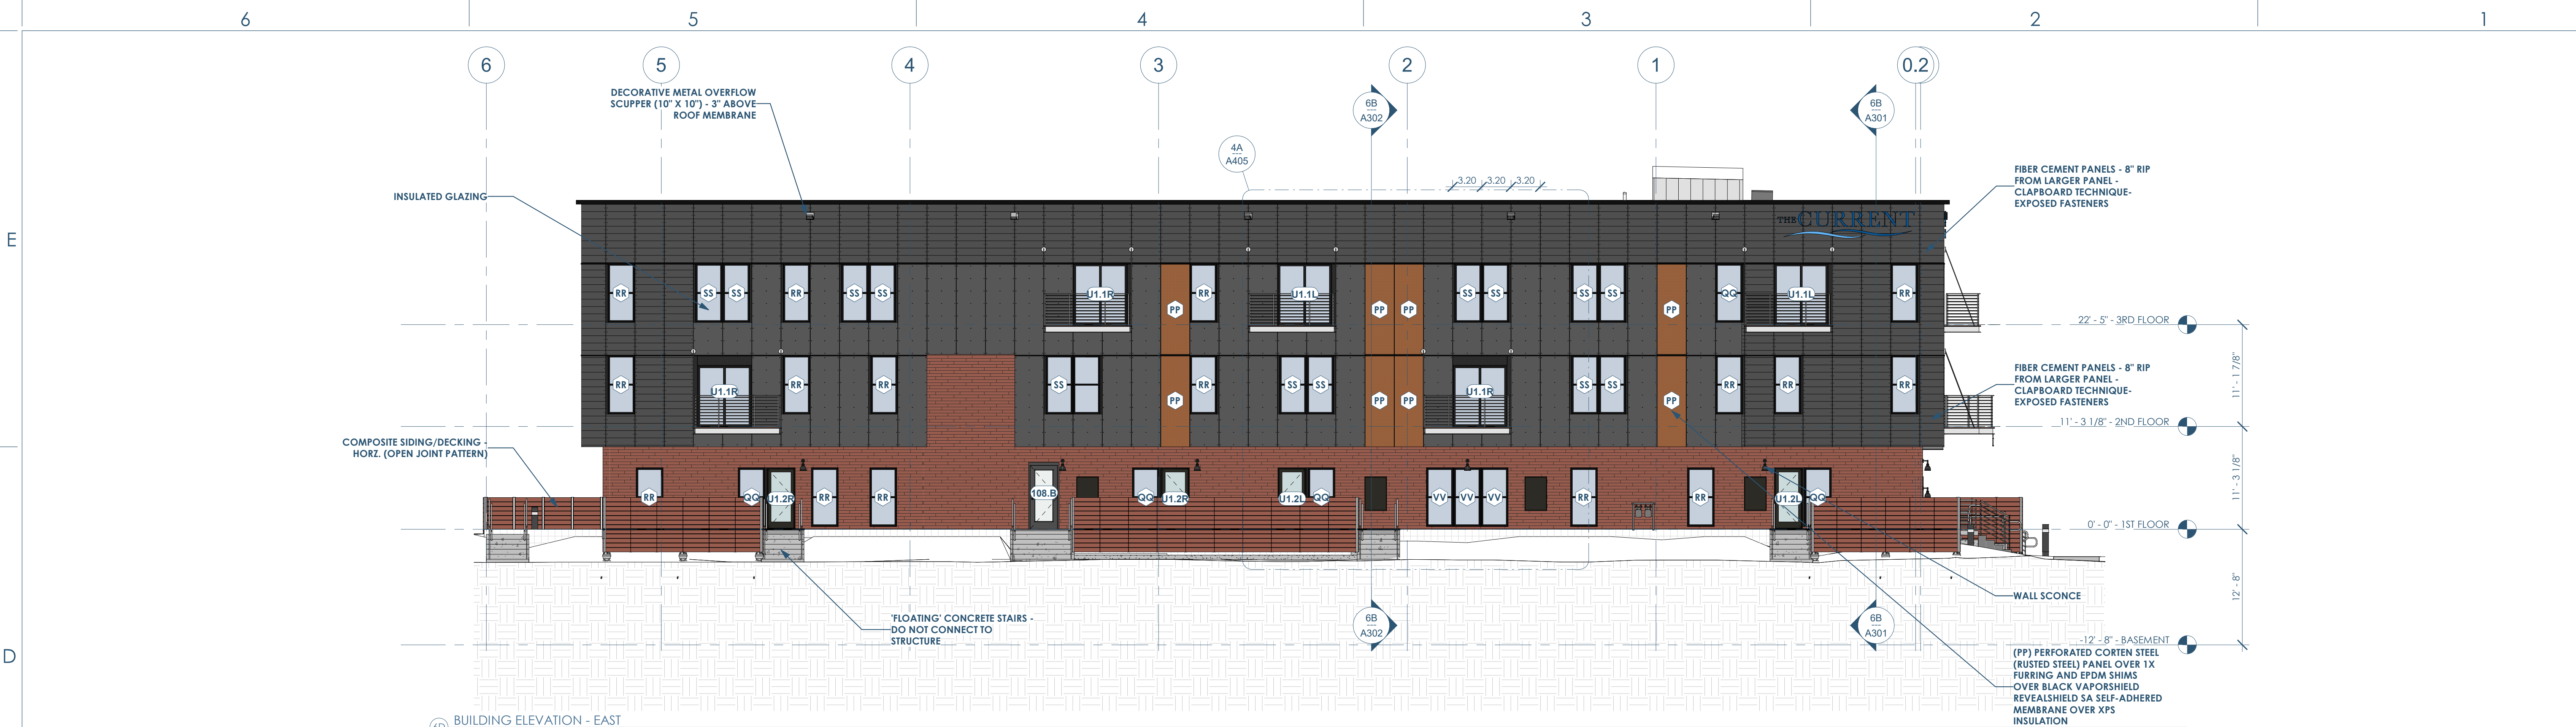 6 5 4 3 2 1
6 5 4 3 2 1 0.2
DECORATIVE METAL OVERFLOW
SCUPPER (10" X 10") - 3" ABOVE
ROOF MEMBRANE
6B
A302
6B
A301
4A
A405
3.20 3.20 3.20
INSULATED GLAZING
FIBER CEMENT PANELS - 8" RIP
FROM LARGER PANEL -
CLAPBOARD TECHNIQUE-
EXPOSED FASTENERS
THE CURRENT
E
RR SS SS RR SS SS U1.1R PP RR U1.1L PP PP SS SS SS SS PP QQ U1.1L RR
22' - 5" - 3RD FLOOR
11' - 1 7/8"
FIBER CEMENT PANELS - 8" RIP
FROM LARGER PANEL -
CLAPBOARD TECHNIQUE-
EXPOSED FASTENERS
RR U1.1R RR RR SS PP RR SS SS PP PP U1.1R SS SS PP RR RR RR
11' - 3 1/8" - 2ND FLOOR
COMPOSITE SIDING/DECKING -
HORZ. (OPEN JOINT PATTERN)
11' - 3 1/8"
RR QQ U1.2R RR RR 108.B QQ U1.2R U1.2L QQ VV VV VV RR RR U1.2L QQ
0' - 0" - 1ST FLOOR
12' - 8"
WALL SCONCE
'FLOATING' CONCRETE STAIRS -
DO NOT CONNECT TO
STRUCTURE
6B
A302
6B
A301
-12' - 8" - BASEMENT
D
(PP) PERFORATED CORTEN STEEL
(RUSTED STEEL) PANEL OVER 1X
FURRING AND EPDM SHIMS
OVER BLACK VAPORSHIELD
REVEALSHIELD SA SELF-ADHERED
MEMBRANE OVER XPS
INSULATION
BUILDING ELEVATION - EAST